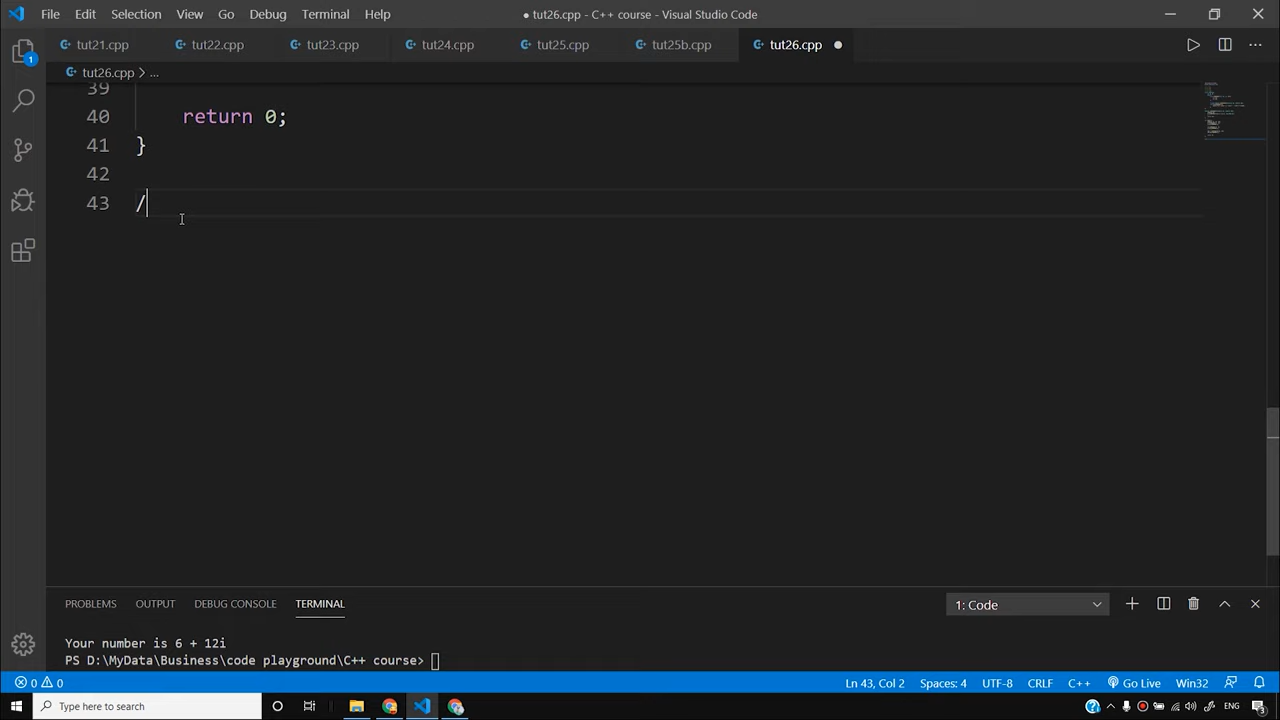 File Edit Selection View Go Debug Terminal Help
● tut26.cpp - C++ course - Visual Studio Code
tut21.cpp tut22.cpp tut23.cpp tut24.cpp tut25.cpp tut25b.cpp tut26.cpp
tut26.cpp > ...
39
40 return 0;
41 }
42
43 /
PROBLEMS OUTPUT DEBUG CONSOLE TERMINAL
1: Code
Your number is 6 + 12i
PS D:\MyData\Business\code playground\C++ course>
0 0 Ln 43, Col 2 Spaces: 4 UTF-8 CRLF C++ Go Live Win32
Type here to search ENG